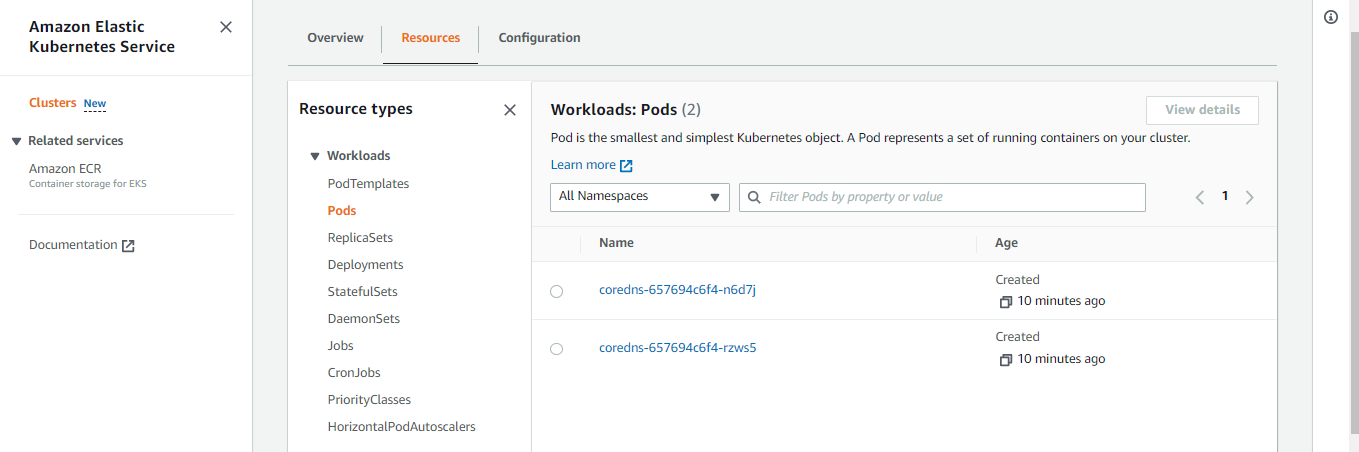 Amazon Elastic
Kubernetes Service
Clusters New
Related services
Amazon ECR
Container storage for EKS
Documentation
Overview
Resources
Configuration
Resource types
Workloads
PodTemplates
Pods
ReplicaSets
Deployments
StatefulSets
DaemonSets
Jobs
CronJobs
PriorityClasses
HorizontalPodAutoscalers
Workloads: Pods (2)
View details
Pod is the smallest and simplest Kubernetes object. A Pod represents a set of running containers on your cluster.
Learn more
All Namespaces
Filter Pods by property or value
1
Name
Age
coredns-657694c6f4-n6d7j
Created
10 minutes ago
coredns-657694c6f4-rzws5
Created
10 minutes ago